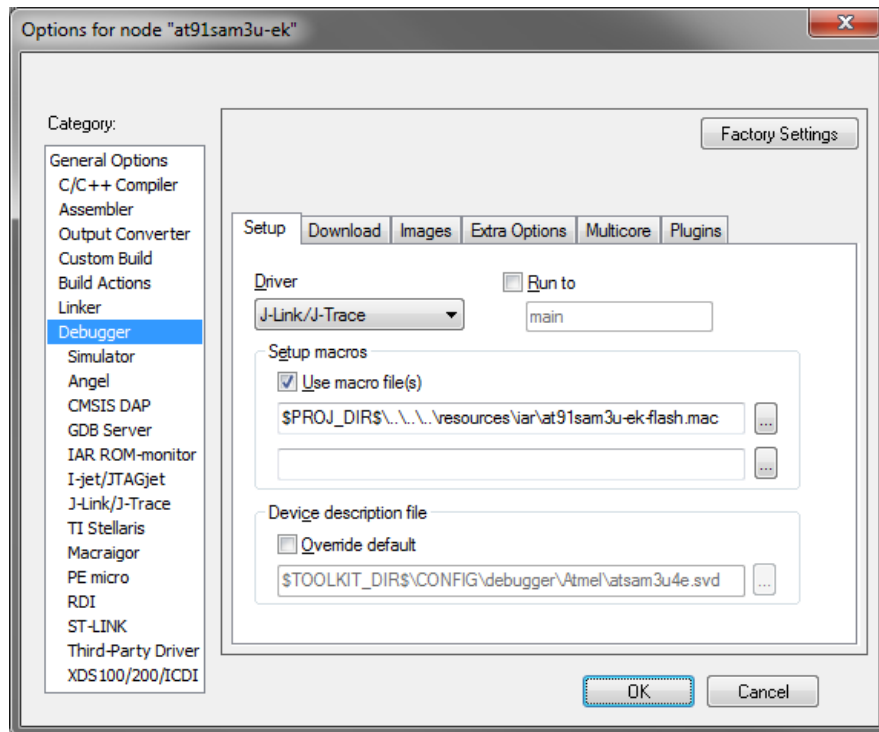 Options for node "at91sam3u-ek"
x
Category:
General Options
C/C++ Compiler
Assembler
Output Converter
Custom Build
Build Actions
Linker
Debugger
Simulator
Angel
CMSIS DAP
GDB Server
IAR ROM-monitor
I-jet/JTAGjet
J-Link/J-Trace
TI Stellaris
Macraigor
PE micro
RDI
ST-LINK
Third-Party Driver
XDS100/200/ICDI
Factory Settings
Setup Download Images Extra Options Multicore Plugins
Driver
J-Link/J-Trace
Run to
main
Setup macros
Use macro file(s)
$PROJ_DIR$\..\..\..\resources\iar\at91sam3u-ek-flash.mac
...
...
Device description file
Override default
$TOOLKIT_DIR$\CONFIG\debugger\Atmel\atsam3u4e.svd
...
OK Cancel